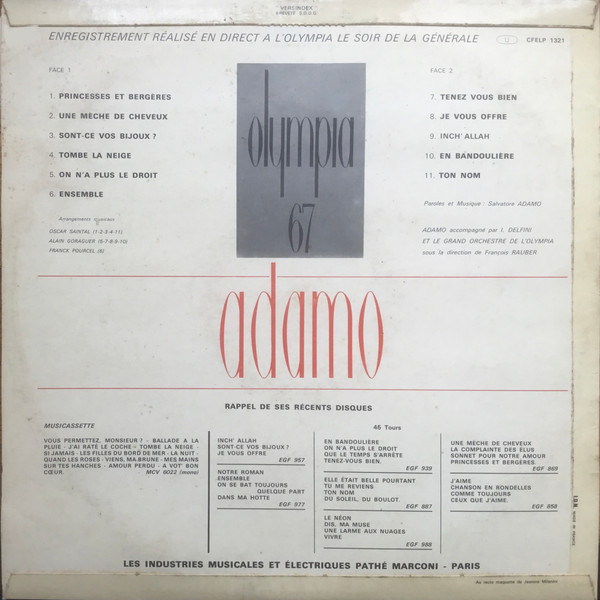 VERTINDEX
BREVETÉ S.G.D.G.
ENREGISTREMENT RÉALISÉ EN DIRECT A L'OLYMPIA LE SOIR DE LA GÉNÉRALE
U
CFELP 1321
FACE 1
1. PRINCESSES ET BERGÈRES
2. UNE MÈCHE DE CHEVEUX
3. SONT-CE VOS BIJOUX ?
4. TOMBE LA NEIGE
5. ON N'A PLUS LE DROIT
6. ENSEMBLE
Arrangements
OSCAR SAINTAL (1-2-3-4-11)
ALAIN GORAGUER (5-7-8-9-10)
FRANCK POURCEL (6)
olympia
67
FACE 2
7. TENEZ VOUS BIEN
8. JE VOUS OFFRE
9. INCH' ALLAH
10. EN BANDOULIÈRE
11. TON NOM
Paroles et Musique : Salvatore ADAMO
ADAMO accompagné par I. DELFINI
ET LE GRAND ORCHESTRE DE L'OLYMPIA
sous la direction de François RAUBER
adamo
RAPPEL DE SES RÉCENTS DISQUES
MUSICASSETTE
VOUS PERMETTEZ, MONSIEUR ? - BALLADE A LA
PLUIE - J'AI RATÉ LE COCHE - TOMBE LA NEIGE -
SI JAMAIS - LES FILLES DU BORD DE MER - LA NUIT -
QUAND LES ROSES - VIENS, MA BRUNE - MES MAINS
SUR TES HANCHES - AMOUR PERDU - A VOT' BON
CŒUR.
MCV 6022 (mono)
45 Tours
INCH' ALLAH
SONT-CE VOS BIJOUX ?
JE VOUS OFFRE
EGF 957
NOTRE ROMAN
ENSEMBLE
ON SE BAT TOUJOURS
QUELQUE PART
DANS MA HOTTE
EGF 977
EN BANDOULIÈRE
ON N'A PLUS LE DROIT
QUE LE TEMPS S'ARRÊTE
TENEZ-VOUS BIEN.
EGF 939
ELLE ÉTAIT BELLE POURTANT
TU ME REVIENS
TON NOM
DU SOLEIL, DU BOULOT.
EGF 887
LE NÉON
DIS, MA MUSE
UNE LARME AUX NUAGES
VIVRE
EGF 988
UNE MÈCHE DE CHEVEUX
LA COMPLAINTE DES ÉLUS
SONNET POUR NOTRE AMOUR
PRINCESSES ET BERGÈRES.
EGF 869
J'AIME
CHANSON EN RONDELLES
COMME TOUJOURS
CEUX QUE J'AIME.
EGF 858
MADE IN FRANCE
LES INDUSTRIES MUSICALES ET ÉLECTRIQUES PATHÉ MARCONI - PARIS